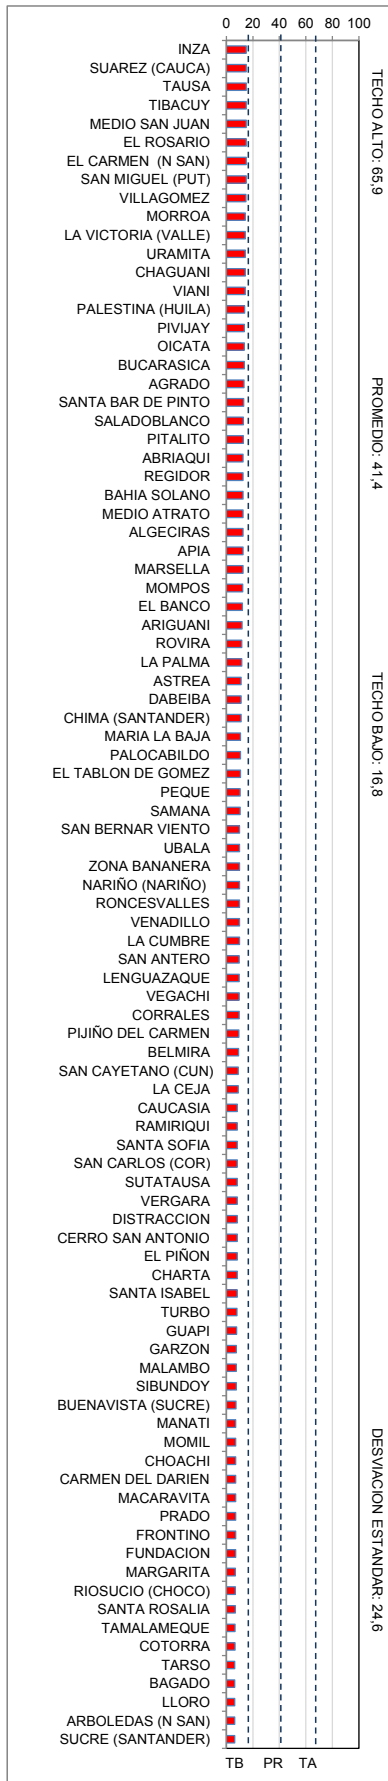 0 20 40 60 80 100
INZA
SUAREZ (CAUCA)
TAUSA
TIBACUY
MEDIO SAN JUAN
EL ROSARIO
EL CARMEN (N SAN)
SAN MIGUEL (PUT)
VILLAGOMEZ
MORROA
LA VICTORIA (VALLE)
URAMITA
CHAGUANI
VIANI
PALESTINA (HUILA)
PIVIJAY
OICATA
BUCARASICA
AGRADO
SANTA BAR DE PINTO
SALADOBLANCO
PITALITO
ABRIAQUI
REGIDOR
BAHIA SOLANO
MEDIO ATRATO
ALGECIRAS
APIA
MARSELLA
MOMPOS
EL BANCO
ARIGUANI
ROVIRA
LA PALMA
ASTREA
DABEIBA
CHIMA (SANTANDER)
MARIA LA BAJA
PALOCABILDO
EL TABLON DE GOMEZ
PEQUE
SAMANA
SAN BERNAR VIENTO
UBALA
ZONA BANANERA
NARIÑO (NARIÑO)
RONCESVALLES
VENADILLO
LA CUMBRE
SAN ANTERO
LENGUAZAQUE
VEGACHI
CORRALES
PIJIÑO DEL CARMEN
BELMIRA
SAN CAYETANO (CUN)
LA CEJA
CAUCASIA
RAMIRIQUI
SANTA SOFIA
SAN CARLOS (COR)
SUTATAUSA
VERGARA
DISTRACCION
CERRO SAN ANTONIO
EL PIÑON
CHARTA
SANTA ISABEL
TURBO
GUAPI
GARZON
MALAMBO
SIBUNDOY
BUENAVISTA (SUCRE)
MANATI
MOMIL
CHOACHI
CARMEN DEL DARIEN
MACARAVITA
PRADO
FRONTINO
FUNDACION
MARGARITA
RIOSUCIO (CHOCO)
SANTA ROSALIA
TAMALAMEQUE
COTORRA
TARSO
BAGADO
LLORO
ARBOLEDAS (N SAN)
SUCRE (SANTANDER)
TB PR TA
TECHO ALTO: 65,9
PROMEDIO: 41,4
TECHO BAJO: 16,8
DESVIACION ESTANDAR: 24,6